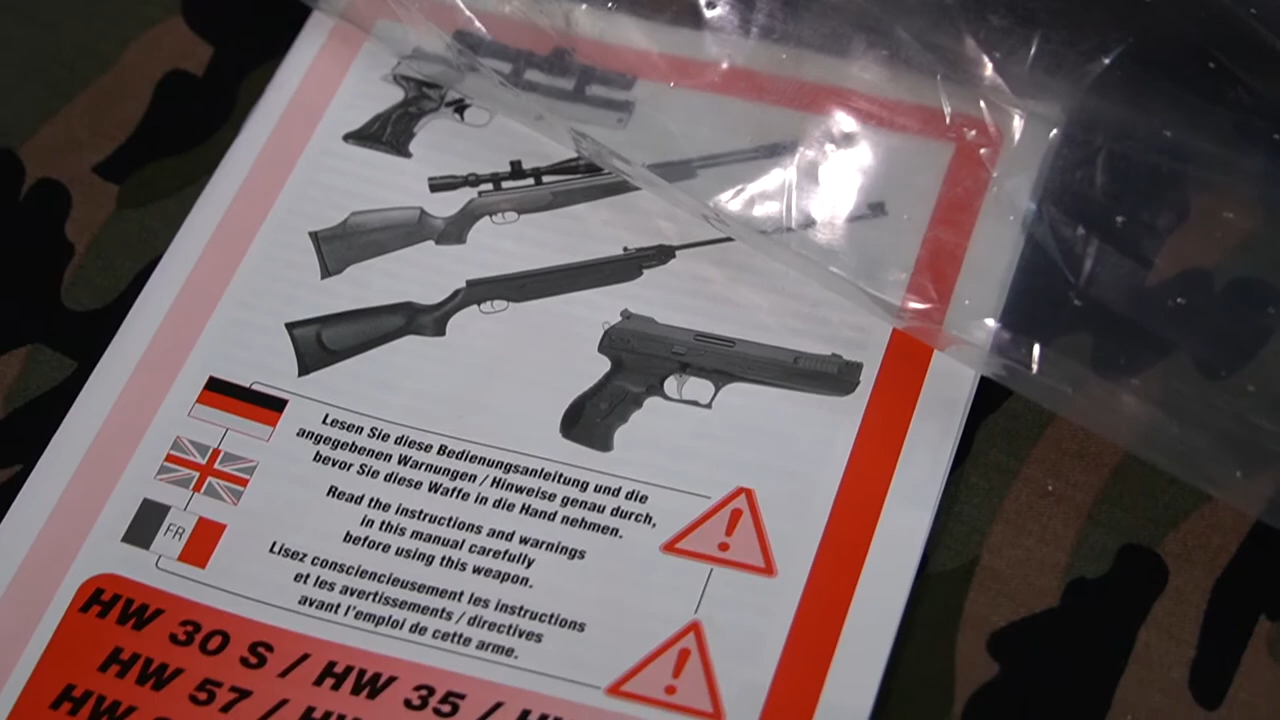 Lesen Sie diese Bedienungsanleitung und die
angegebenen Warnungen / Hinweise genau durch,
bevor Sie diese Waffe in die Hand nehmen.
Read the instructions and warnings
in this manual carefully
before using this weapon.
FR
Lisez consciencieusement les instructions
et les avertissements / directives
avant l'emploi de cette arme.
HW 30 S / HW 35 /
HW 57 /
HW